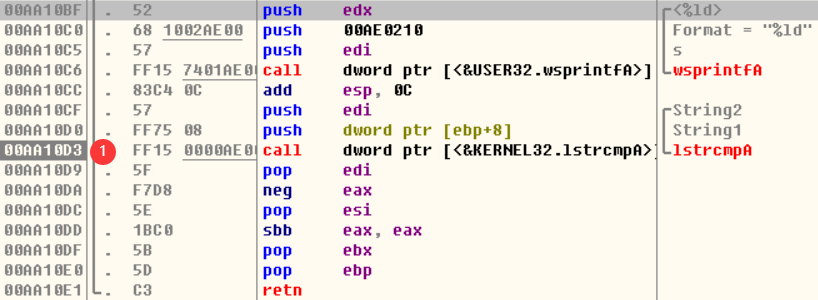 00AA10BF . 52 push edx <%ld>
00AA10C0 . 68 1002AE00 push 00AE0210 Format = "%ld"
00AA10C5 . 57 push edi s
00AA10C6 . FF15 7401AE00 call dword ptr [<&USER32.wsprintfA>] wsprintfA
00AA10CC . 83C4 0C add esp, 0C
00AA10CF . 57 push edi String2
00AA10D0 . FF75 08 push dword ptr [ebp+8] String1
00AA10D3 1 . FF15 0000AE00 call dword ptr [<&KERNEL32.lstrcmpA>] lstrcmpA
00AA10D9 . 5F pop edi
00AA10DA . F7D8 neg eax
00AA10DC . 5E pop esi
00AA10DD . 1BC0 sbb eax, eax
00AA10DF . 5B pop ebx
00AA10E0 . 5D pop ebp
00AA10E1 . C3 retn